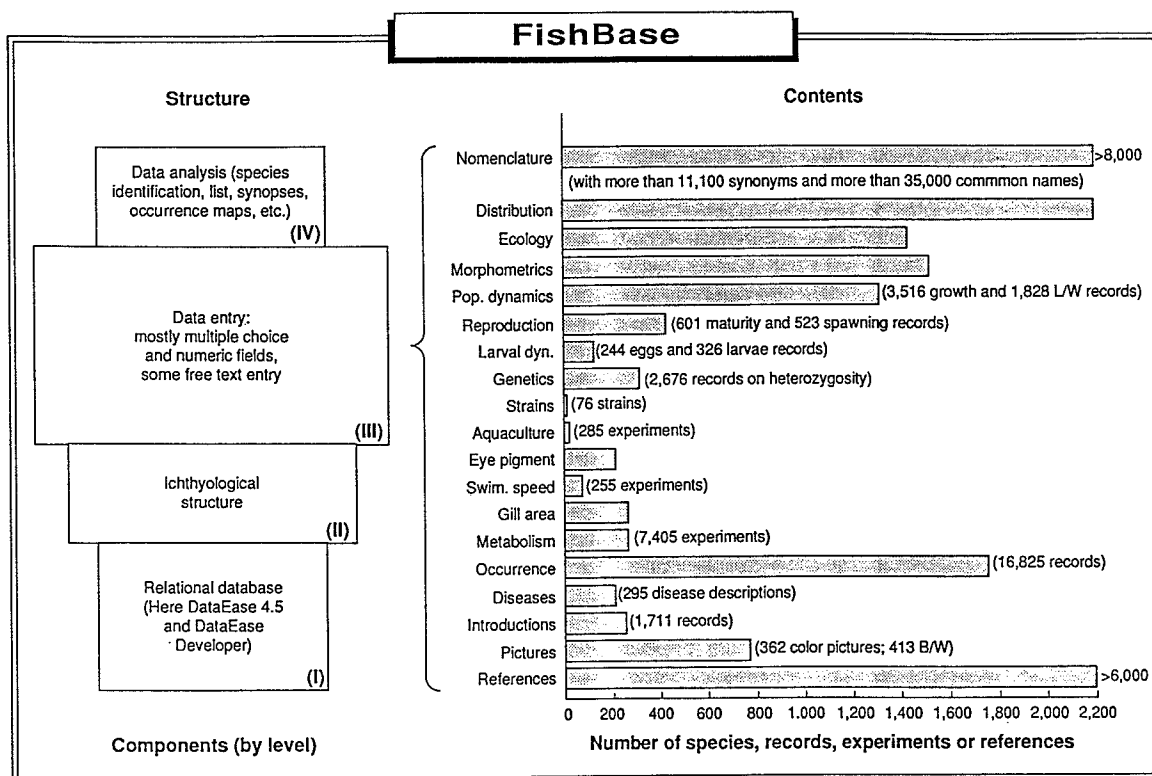 FishBase
Structure
Data analysis (species
identification, list, synopses,
occurrence maps, etc.)
(IV)
Data entry:
mostly multiple choice
and numeric fields,
some free text entry
(III)
Ichthyological
structure
(II)
Relational database
(Here DataEase 4.5
and DataEase
Developer)
(I)
Components (by level)
Contents
Nomenclature >8,000
(with more than 11,100 synonyms and more than 35,000 commmon names)
Distribution
Ecology
Morphometrics
Pop. dynamics (3,516 growth and 1,828 L/W records)
Reproduction (601 maturity and 523 spawning records)
Larval dyn. (244 eggs and 326 larvae records)
Genetics (2,676 records on heterozygosity)
Strains (76 strains)
Aquaculture (285 experiments)
Eye pigment
Swim. speed (255 experiments)
Gill area
Metabolism (7,405 experiments)
Occurrence (16,825 records)
Diseases (295 disease descriptions)
Introductions (1,711 records)
Pictures (362 color pictures; 413 B/W)
References >6,000
0 200 400 600 800 1.000 1,200 1,400 1,600 1,800 2,000 2,200
Number of species, records, experiments or references